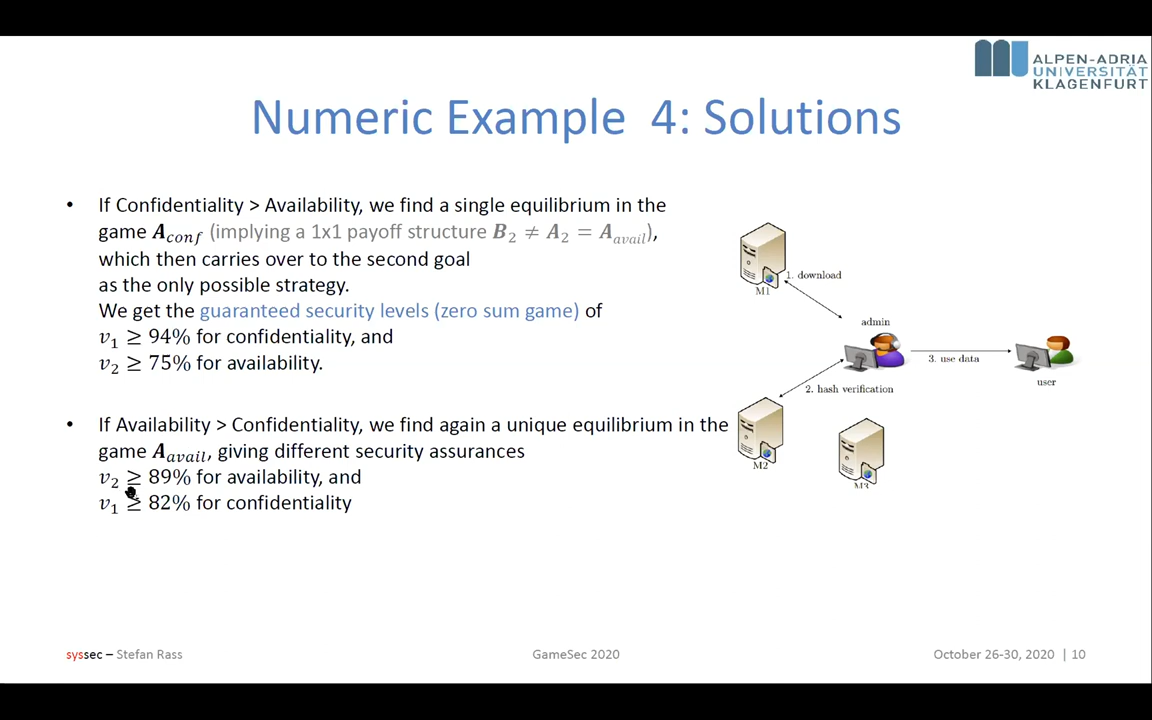 ALPEN-ADRIA
UNIVERSITÄT
KLAGENFURT
Numeric Example 4: Solutions
• If Confidentiality > Availability, we find a single equilibrium in the
game A_conf (implying a 1x1 payoff structure B_2 ≠ A_2 = A_avail),
which then carries over to the second goal
as the only possible strategy.
We get the guaranteed security levels (zero sum game) of
v_1 ≥ 94% for confidentiality, and
v_2 ≥ 75% for availability.
• If Availability > Confidentiality, we find again a unique equilibrium in the
game A_avail, giving different security assurances
v_2 ≥ 89% for availability, and
v_1 ≥ 82% for confidentiality
1. download
M1
admin
3. use data
user
2. hash verification
M2
M3
syssec – Stefan Rass
GameSec 2020
October 26-30, 2020 | 10